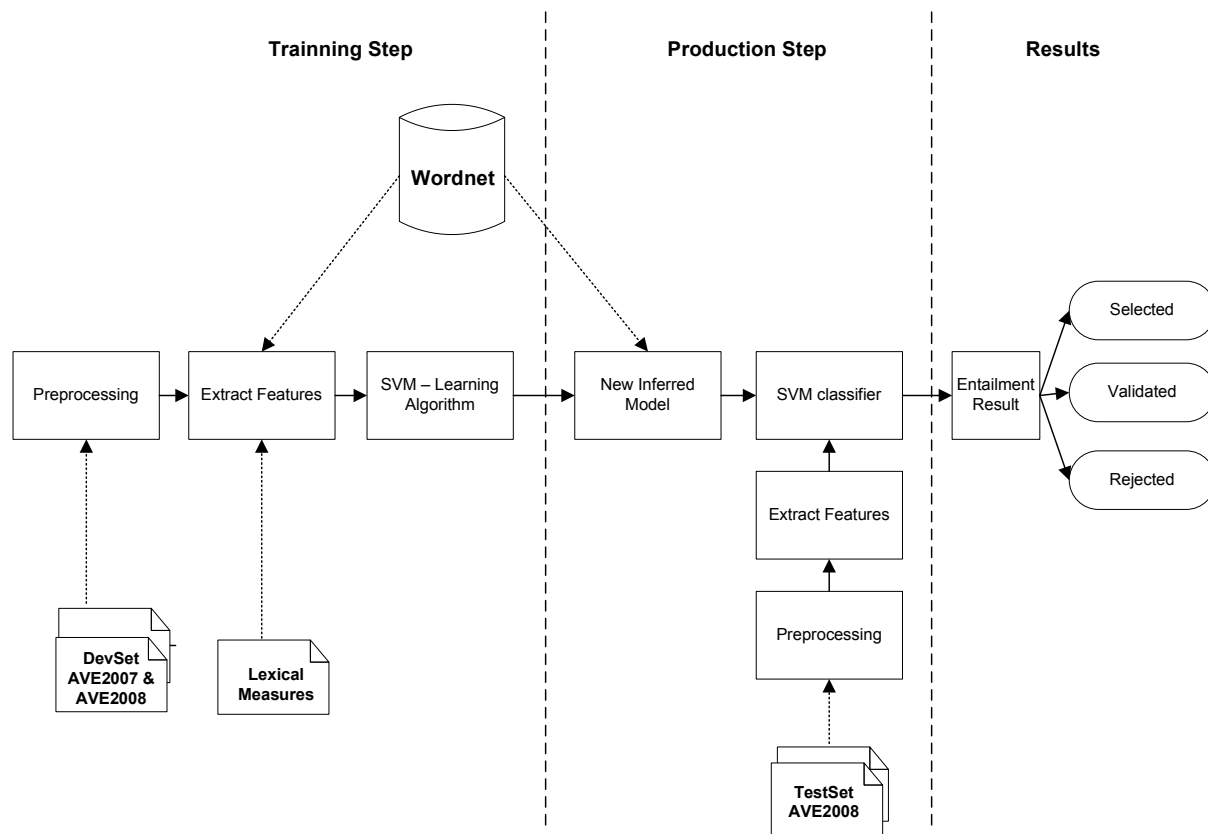 Trainning Step
Production Step
Results
Wordnet
Preprocessing
Extract Features
SVM – Learning
Algorithm
New Inferred
Model
SVM classifier
Entailment
Result
Selected
Validated
Rejected
Extract Features
Preprocessing
DevSet
AVE2007 &
AVE2008
Lexical
Measures
TestSet
AVE2008